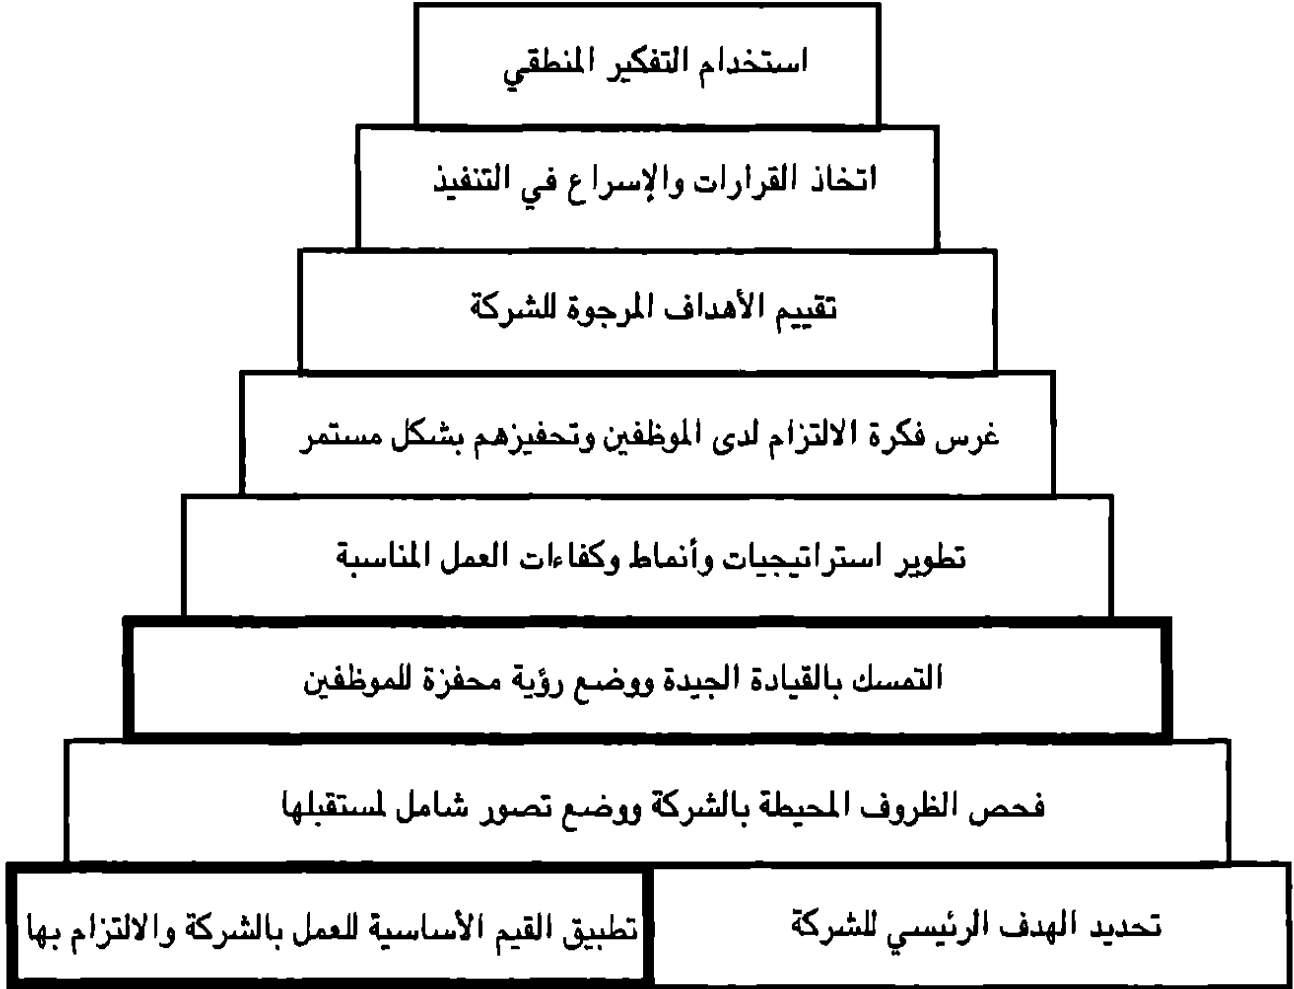 استخدام التفكير المنطقي
اتخاذ القرارات والإسراع في التنفيذ
تقييم الأهداف المرجوة للشركة
غرس فكرة الالتزام لدى الموظفين وتحفيزهم بشكل مستمر
تطوير استراتيجيات وأنماط وكفاءات العمل المناسبة
التمسك بالقيادة الجيدة ووضع رؤية محفزة للموظفين
فحص الظروف المحيطة بالشركة ووضع تصور شامل لمستقبلها
تحديد الهدف الرئيسي للشركة
تطبيق القيم الأساسية للعمل بالشركة والالتزام بها